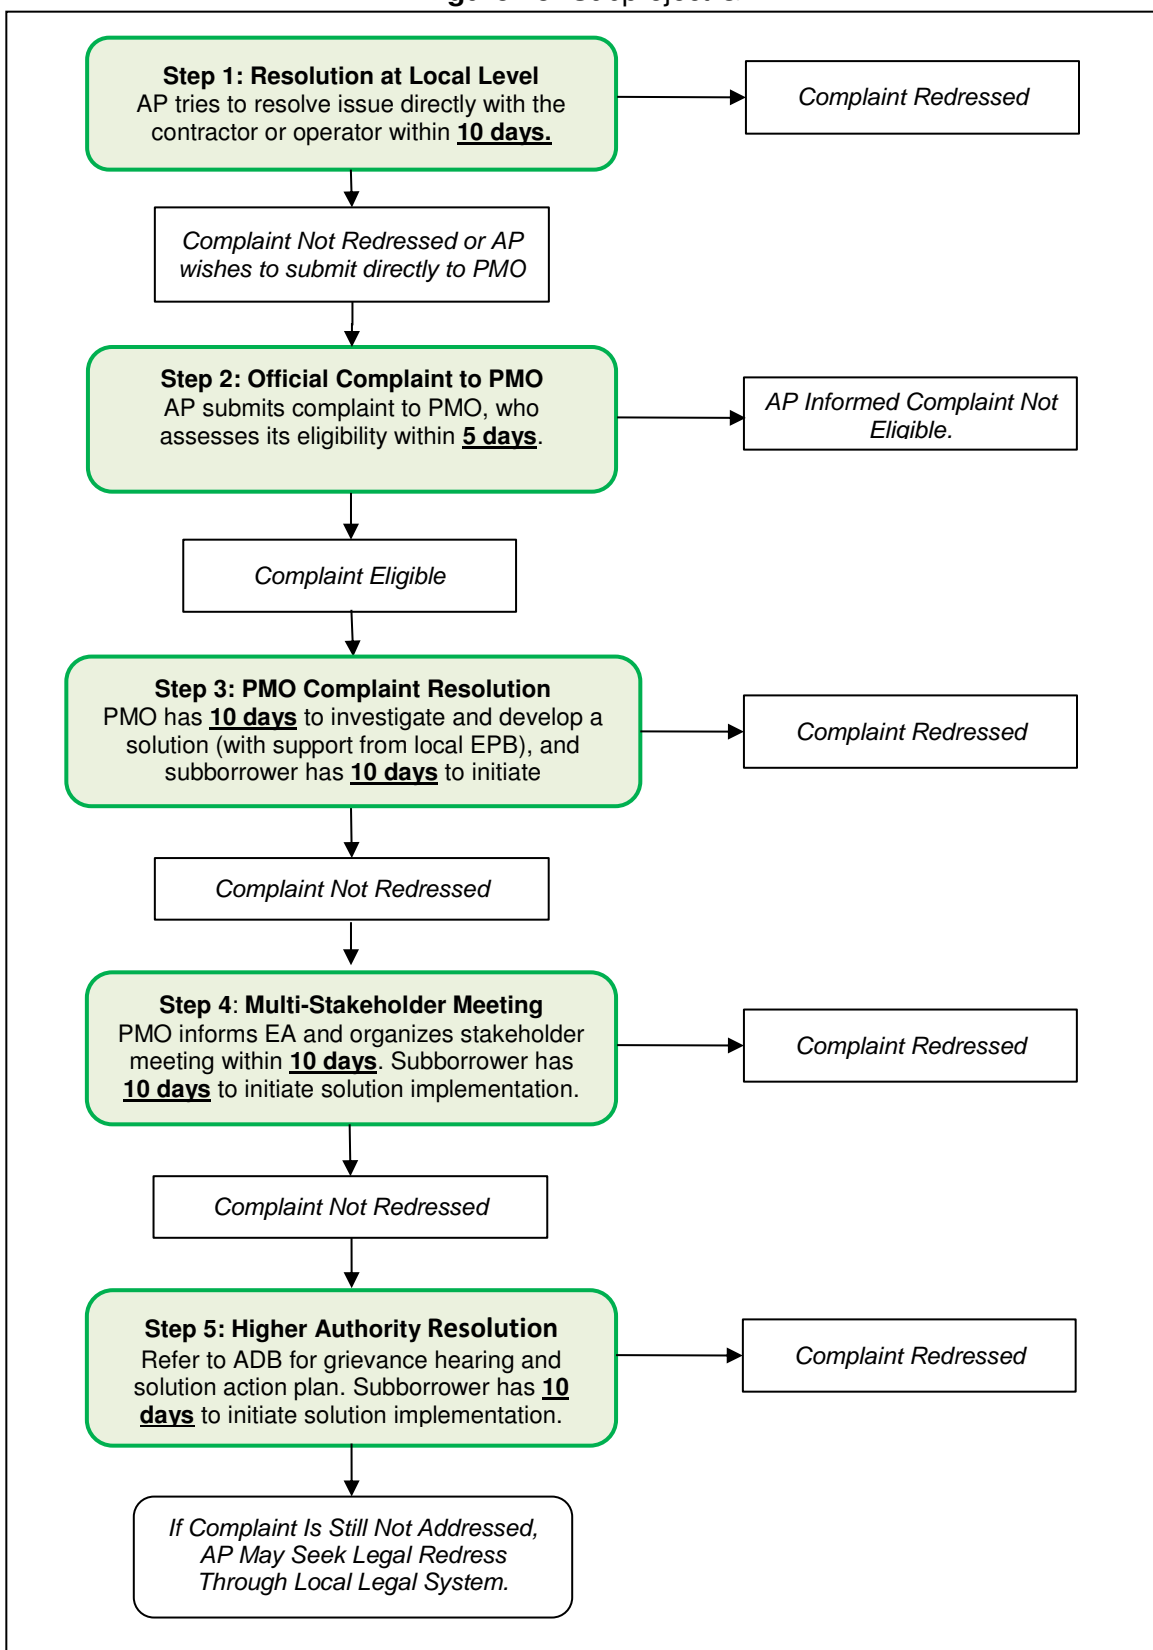 Step 1: Resolution at Local Level
AP tries to resolve issue directly with the
contractor or operator within 10 days.
Complaint Redressed
Complaint Not Redressed or AP
wishes to submit directly to PMO
Step 2: Official Complaint to PMO
AP submits complaint to PMO, who
assesses its eligibility within 5 days.
AP Informed Complaint Not
Eligible.
Complaint Eligible
Step 3: PMO Complaint Resolution
PMO has 10 days to investigate and develop a
solution (with support from local EPB), and
subborrower has 10 days to initiate
Complaint Redressed
Complaint Not Redressed
Step 4: Multi-Stakeholder Meeting
PMO informs EA and organizes stakeholder
meeting within 10 days. Subborrower has
10 days to initiate solution implementation.
Complaint Redressed
Complaint Not Redressed
Step 5: Higher Authority Resolution
Refer to ADB for grievance hearing and
solution action plan. Subborrower has 10
days to initiate solution implementation.
Complaint Redressed
If Complaint Is Still Not Addressed,
AP May Seek Legal Redress
Through Local Legal System.